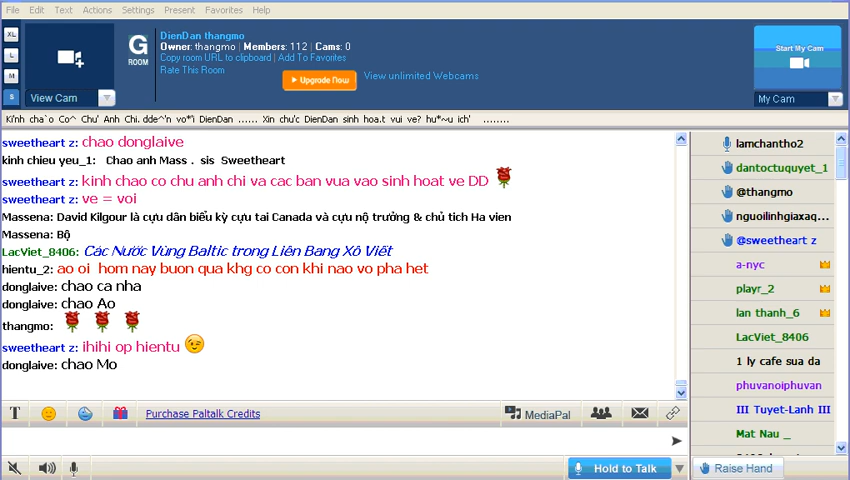 File Edit Text Actions Settings Present Favorites Help
XL
L
M
S
View Cam
G
ROOM
DienDan thangmo
Owner: thangmo | Members: 112 | Cams: 0
Copy room URL to clipboard | Add To Favorites
Rate This Room
Upgrade Now
View unlimited Webcams
Start My Cam
My Cam
Ki'nh cha`o Co^ Chu' Anh Chi. dde^'n vo*'i DienDan ...... Xin chu'c DienDan sinh hoa.t vui ve? hu*~u ich' ........
sweetheart z: chao donglaive
kinh chieu yeu_1: Chao anh Mass . sis Sweetheart
sweetheart z: kinh chao co chu anh chi va cac ban vua vao sinh hoat ve DD
sweetheart z: ve = voi
Massena: David Kilgour là cựu dân biểu kỳ cựu tai Canada và cựu nộ trưởng & chủ tich Ha vien
Massena: Bộ
LacViet_8406: Các Nước Vùng Baltic trong Liên Bang Xô Viết
hientu_2: ao oi hom nay buon qua khg co con khi nao vo pha het
donglaive: chao ca nha
donglaive: chao Ao
thangmo:
sweetheart z: ihihi op hientu
donglaive: chao Mo
T
Purchase Paltalk Credits
MediaPal
Hold to Talk
lamchantho2
dantoctuquyet_1
@thangmo
nguoilinhgiaxaq...
@sweetheart z
a-nyc
playr_2
lan thanh_6
LacViet_8406
1 ly cafe sua da
phuvanoiphuvan
III Tuyet-Lanh III
Mat Nau _
Raise Hand